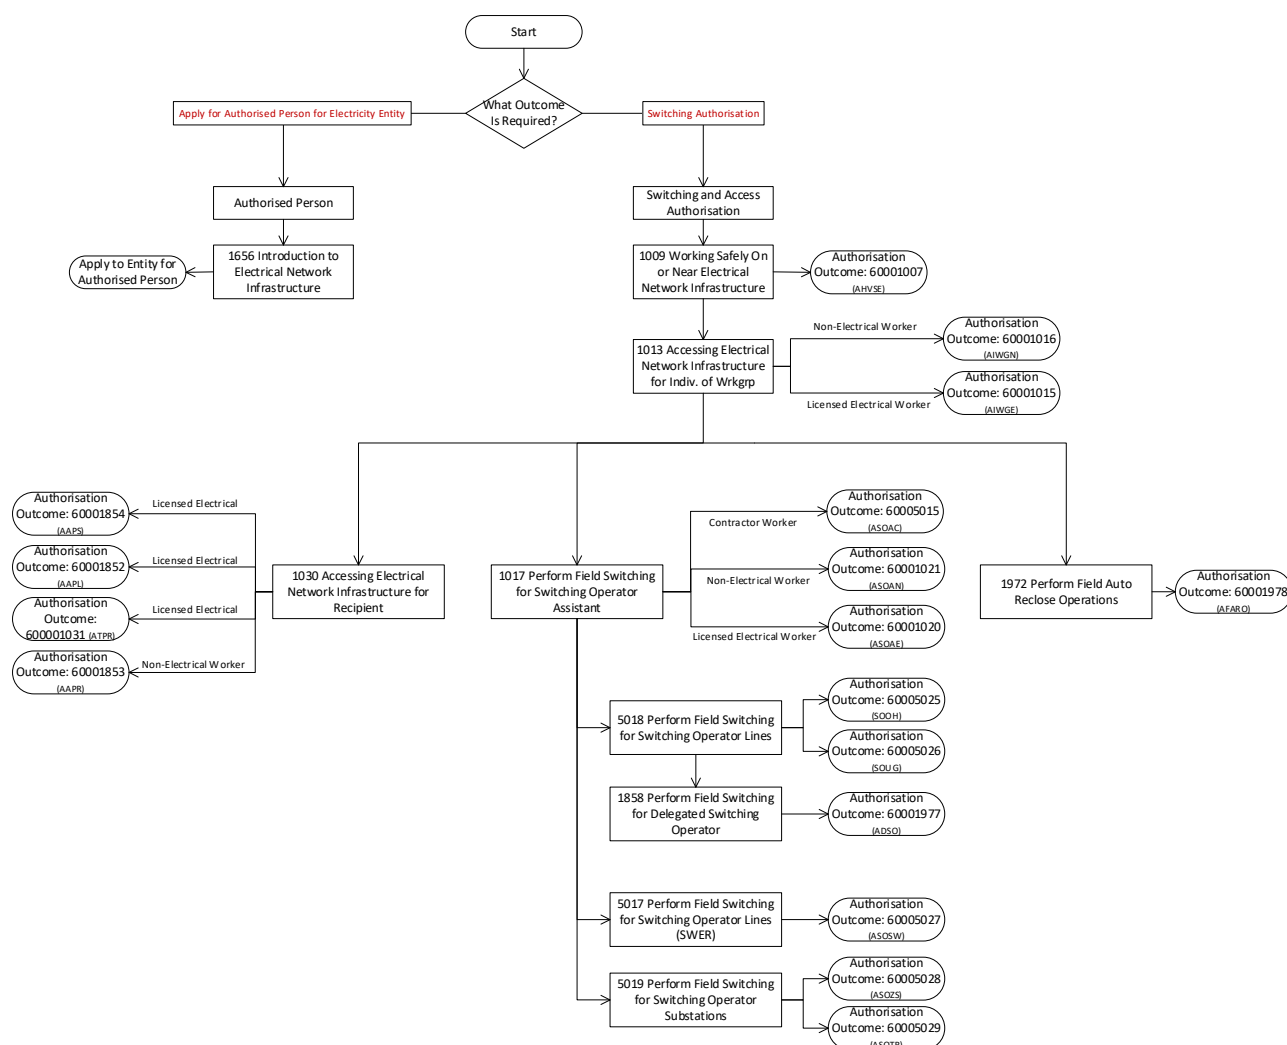 Start
What Outcome
Is Required?
Apply for Authorised Person for Electricity Entity
Switching Authorisation
Authorised Person
Switching and Access
Authorisation
Apply to Entity for
Authorised Person
1656 Introduction to
Electrical Network
Infrastructure
1009 Working Safely On
or Near Electrical
Network Infrastructure
Authorisation
Outcome: 60001007
(AHVSE)
1013 Accessing Electrical
Network Infrastructure
for Indiv. of Wrkgrp
Non-Electrical Worker
Authorisation
Outcome: 60001016
(AIWGN)
Licensed Electrical Worker
Authorisation
Outcome: 60001015
(AIWGE)
Authorisation
Outcome: 60001854
(AAPS)
Licensed Electrical
Authorisation
Outcome: 60001852
(AAPL)
Licensed Electrical
Authorisation
Outcome:
600001031 (ATPR)
Licensed Electrical
Authorisation
Outcome: 60001853
(AAPR)
Non-Electrical Worker
1030 Accessing Electrical
Network Infrastructure for
Recipient
1017 Perform Field Switching
for Switching Operator
Assistant
Contractor Worker
Authorisation
Outcome: 60005015
(ASOAC)
Non-Electrical Worker
Authorisation
Outcome: 60001021
(ASOAN)
Licensed Electrical Worker
Authorisation
Outcome: 60001020
(ASOAE)
1972 Perform Field Auto
Reclose Operations
Authorisation
Outcome: 60001978
(AFARO)
5018 Perform Field Switching
for Switching Operator Lines
Authorisation
Outcome: 60005025
(SOOH)
Authorisation
Outcome: 60005026
(SOUG)
1858 Perform Field Switching
for Delegated Switching
Operator
Authorisation
Outcome: 60001977
(ADSO)
5017 Perform Field Switching
for Switching Operator Lines
(SWER)
Authorisation
Outcome: 60005027
(ASOSW)
5019 Perform Field Switching
for Switching Operator
Substations
Authorisation
Outcome: 60005028
(ASOZS)
Authorisation
Outcome: 60005029